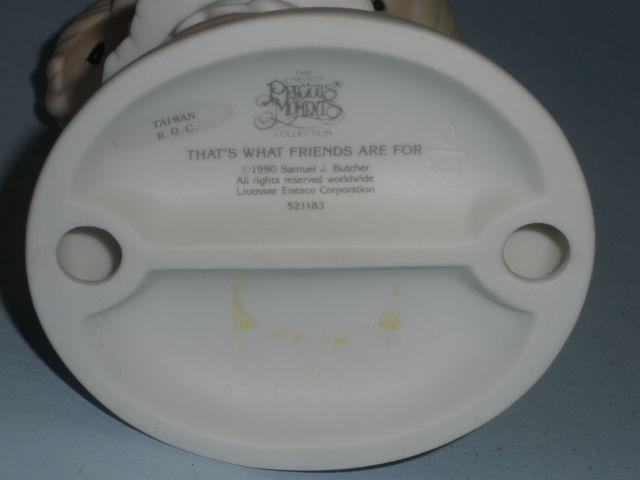 THE
ENESCO
PRECIOUS
MOMENTS®
COLLECTION
TAIWAN
R.O.C.
THAT'S WHAT FRIENDS ARE FOR
©1990 Samuel J. Butcher
All rights reserved worldwide
Licensee Enesco Corporation
521183